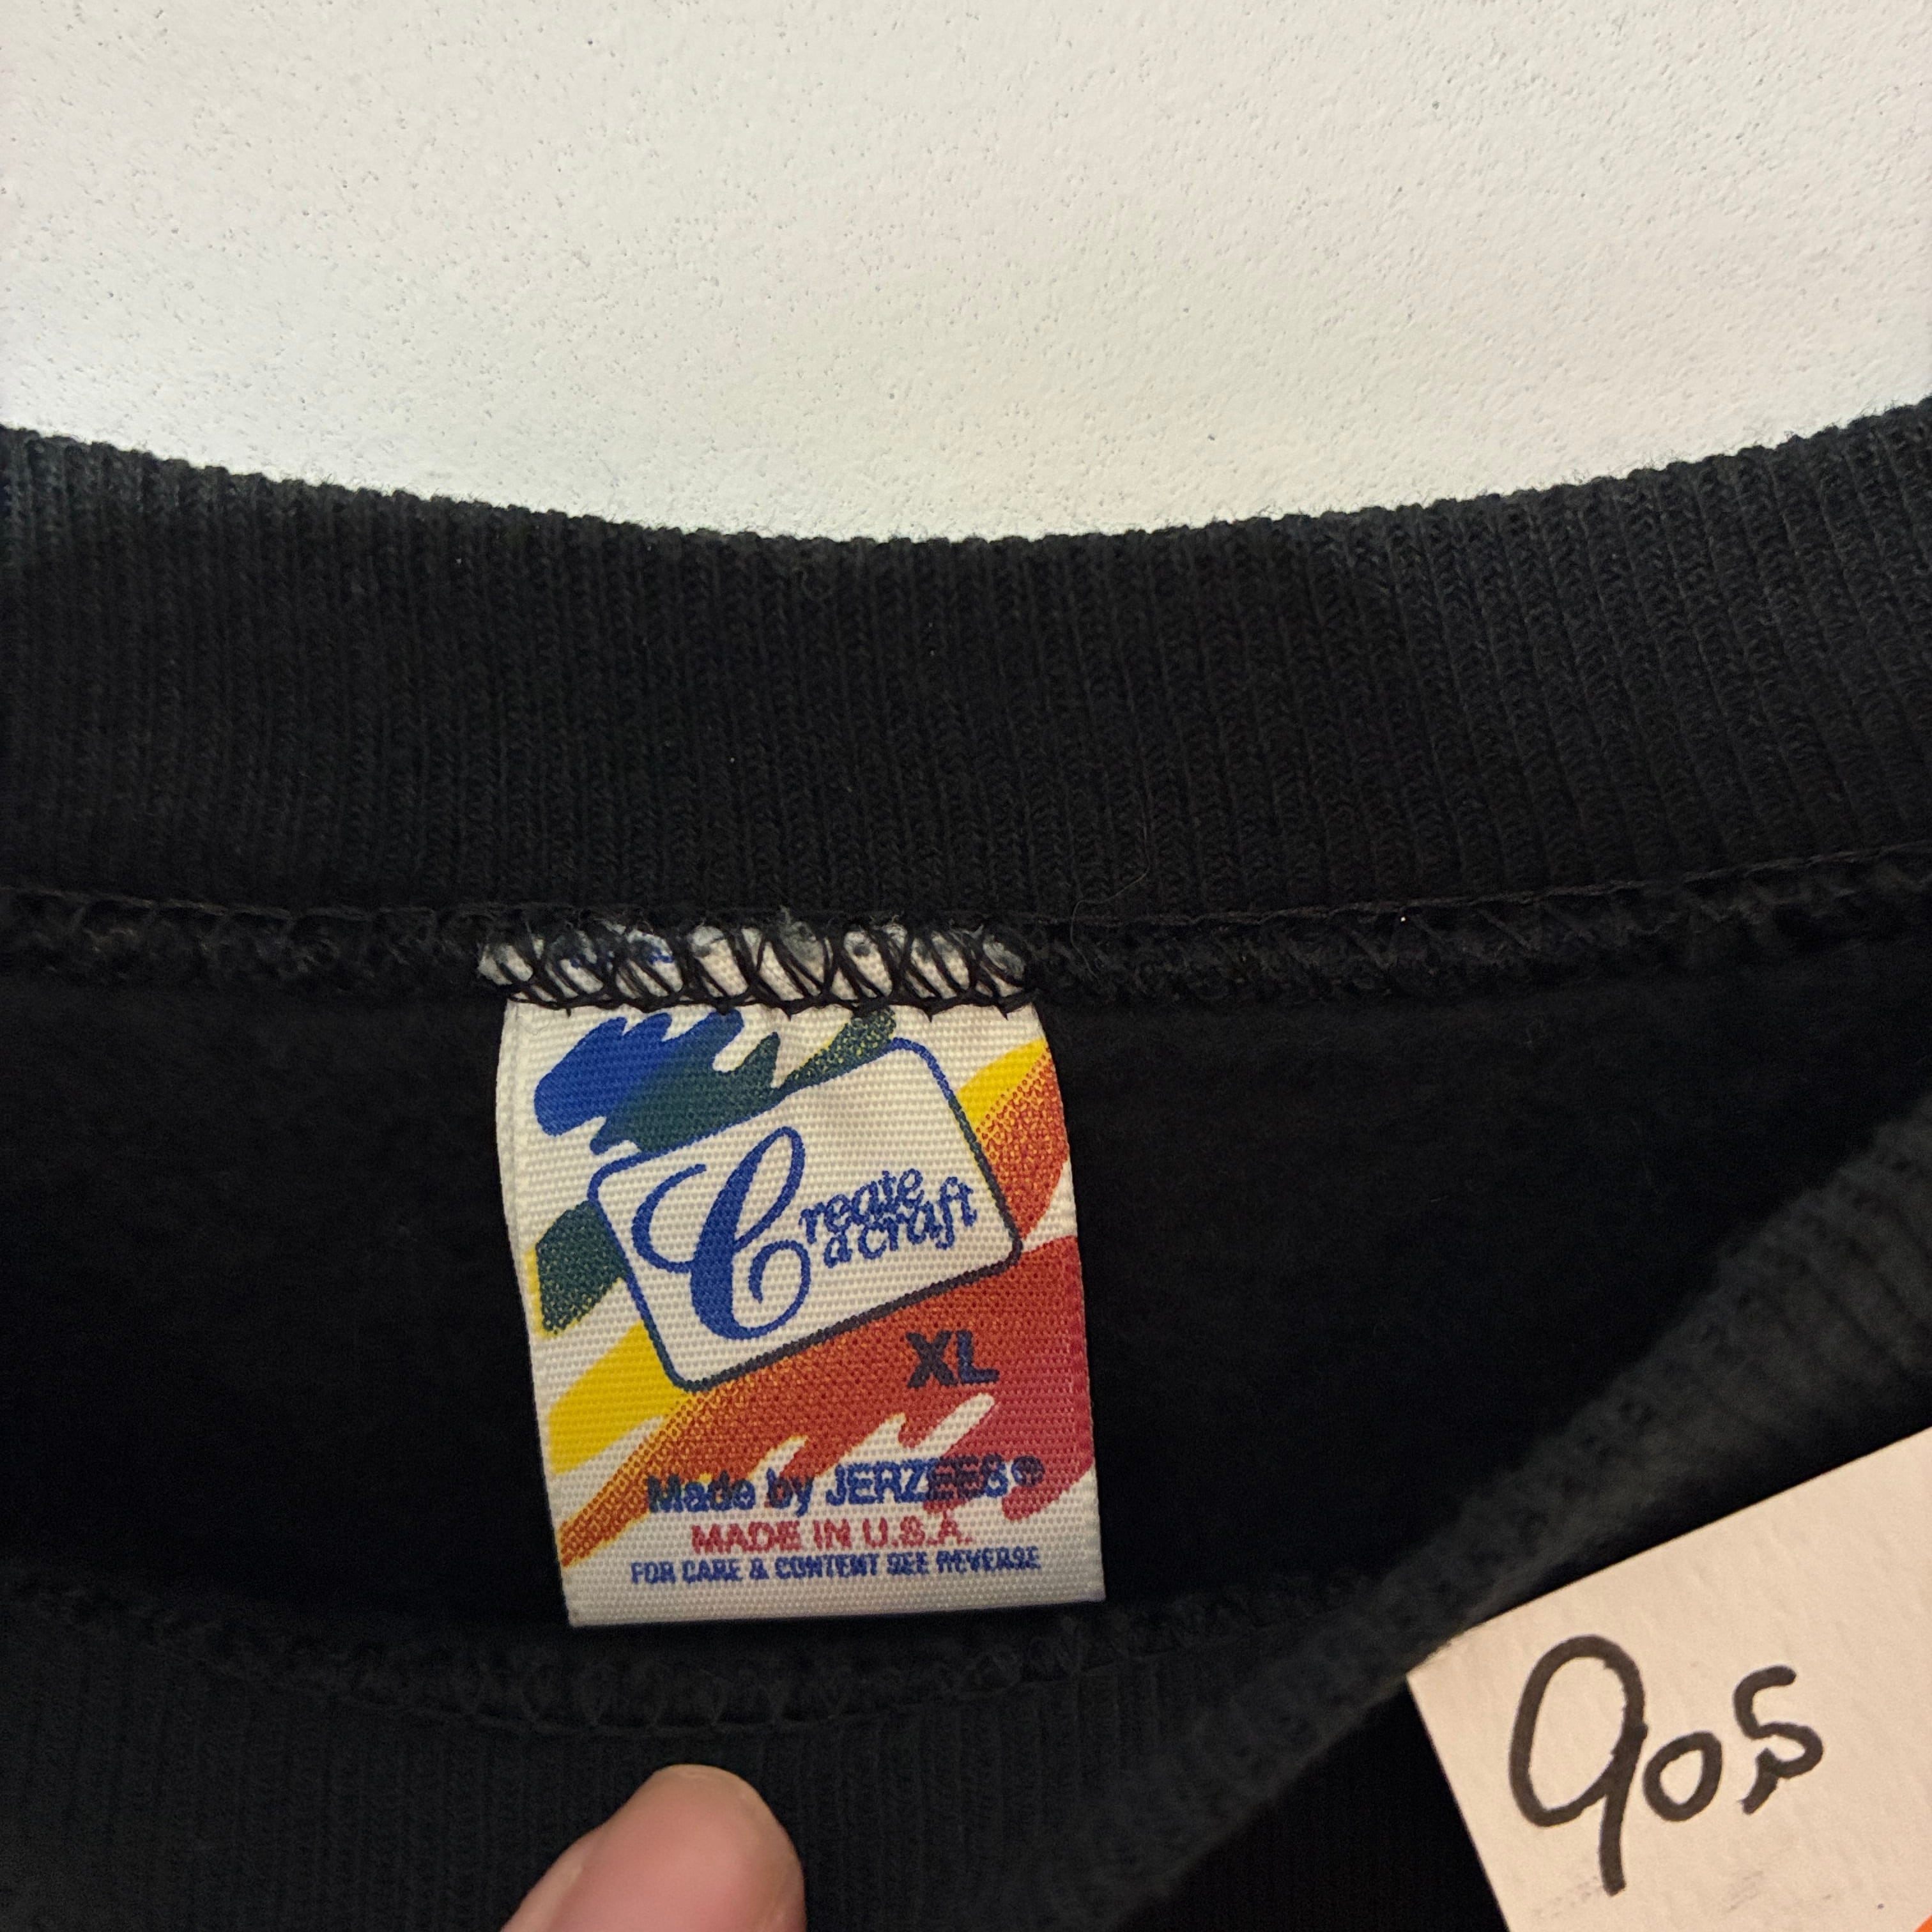 Create
a craft
XL
Made by JERZEES®
MADE IN U.S.A.
FOR CARE & CONTENT SEE REVERSE
90s